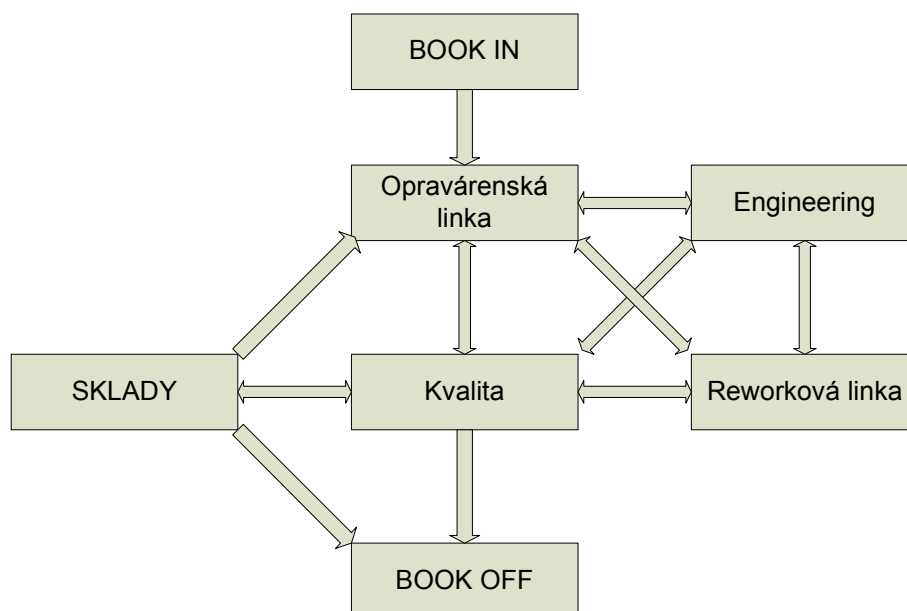 BOOK IN
Opravárenská
linka
Engineering
SKLADY
Kvalita
Reworková linka
BOOK OFF